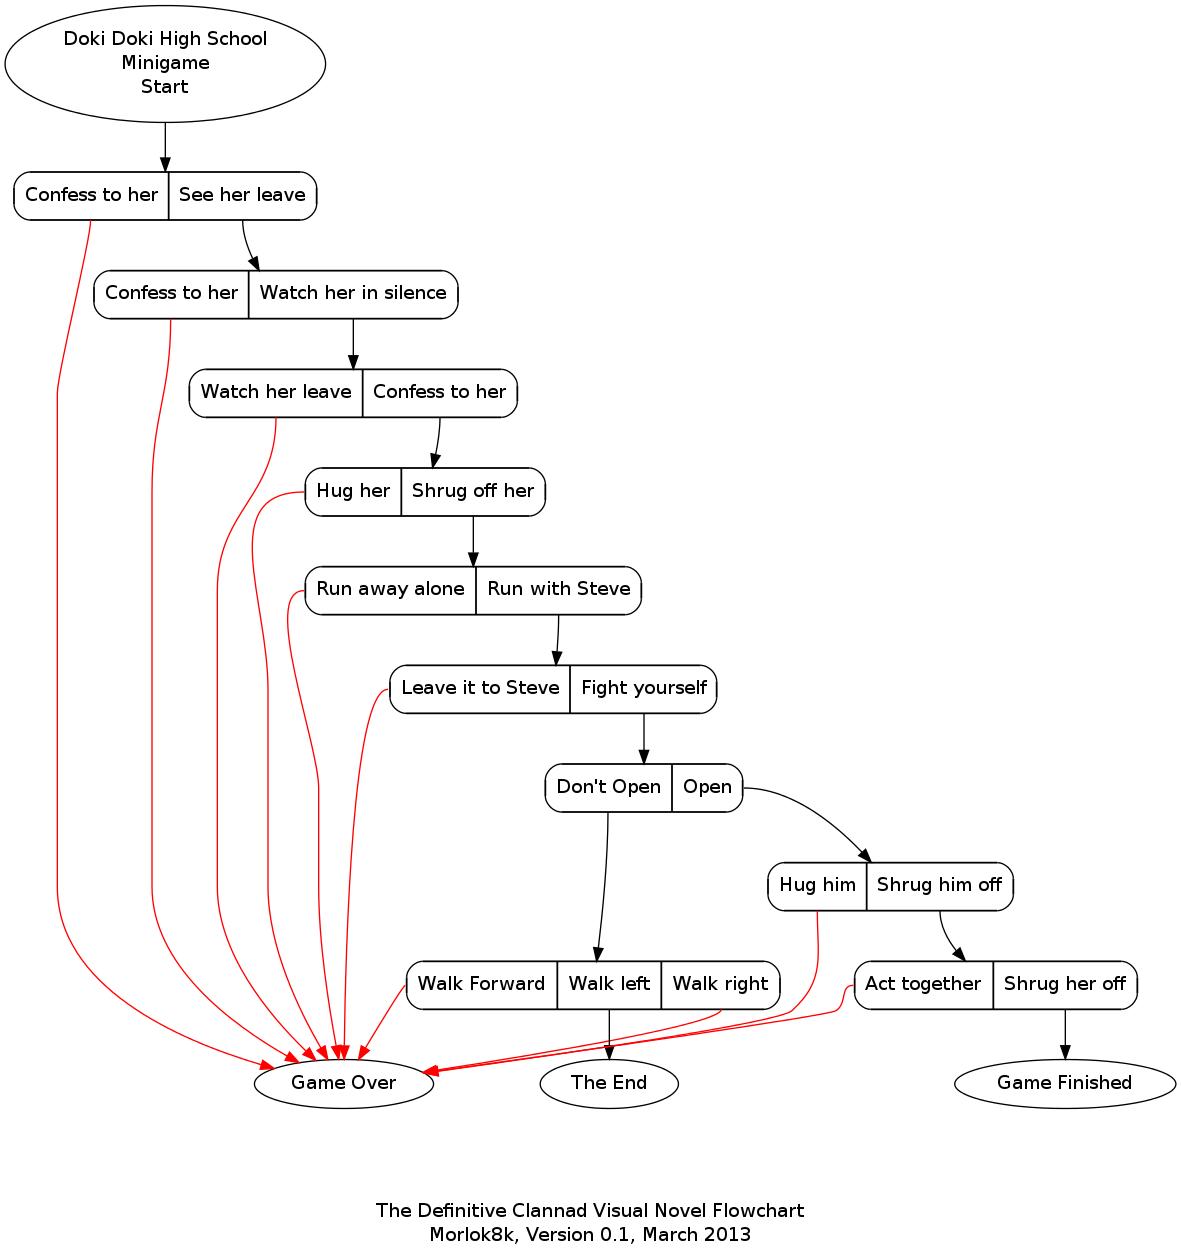 Doki Doki High School
Minigame
Start
Confess to her
See her leave
Confess to her
Watch her in silence
Watch her leave
Confess to her
Hug her
Shrug off her
Run away alone
Run with Steve
Leave it to Steve
Fight yourself
Don't Open
Open
Hug him
Shrug him off
Walk Forward
Walk left
Walk right
Act together
Shrug her off
Game Over
The End
Game Finished
The Definitive Clannad Visual Novel Flowchart
Morlok8k, Version 0.1, March 2013